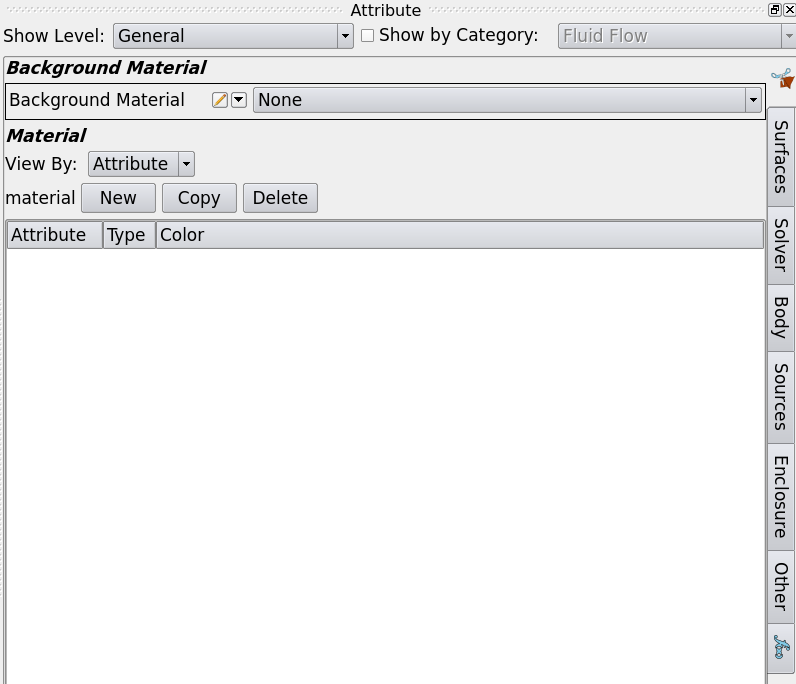 Attribute
Show Level: General Show by Category: Fluid Flow
Background Material
Background Material None
Material
View By: Attribute
material New Copy Delete
Attribute Type Color
Surfaces
Solver
Body
Sources
Enclosure
Other